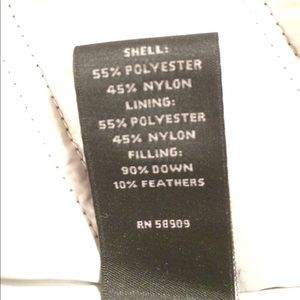 SHELL:
55% POLYESTER
45% NYLON
LINING:
55% POLYESTER
45% NYLON
FILLING:
90% DOWN
10% FEATHERS
RN 58909